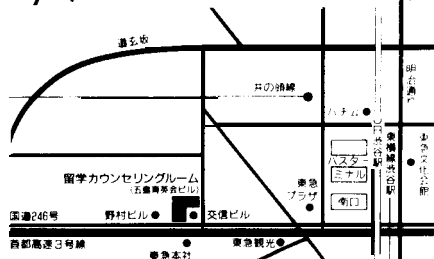 道玄坂
井の頭線
明治通り
ハチ公
JR渋谷駅
東横線渋谷駅
東急文化会館
バスターミナル
南口
東急プラザ
留学カウンセリングルーム
(五島育英会ビル)
国道246号
野村ビル
交信ビル
首都高速3号線
東急本社
東急観光